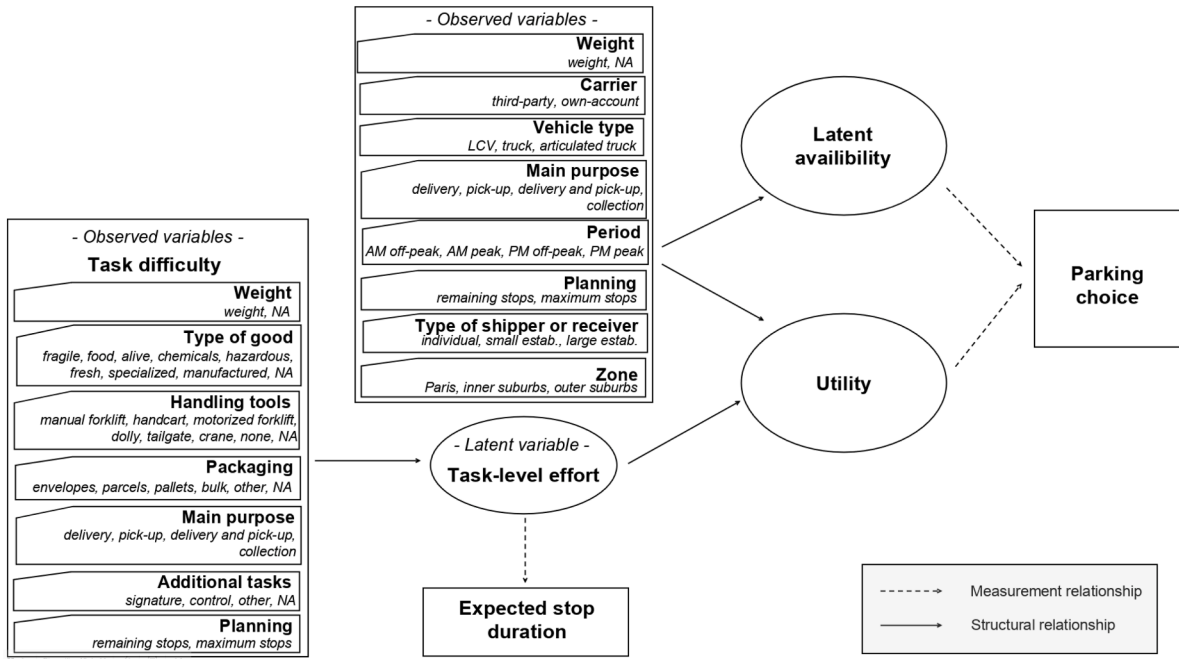 - Observed variables -
Weight
weight, NA
Carrier
third-party, own-account
Vehicle type
LCV, truck, articulated truck
Main purpose
delivery, pick-up, delivery and pick-up,
collection
Period
AM off-peak, AM peak, PM off-peak, PM peak
Planning
remaining stops, maximum stops
Type of shipper or receiver
individual, small estab., large estab.
Zone
Paris, inner suburbs, outer suburbs
- Observed variables -
Task difficulty
Weight
weight, NA
Type of good
fragile, food, alive, chemicals, hazardous,
fresh, specialized, manufactured, NA
Handling tools
manual forklift, handcart, motorized forklift,
dolly, tailgate, crane, none, NA
Packaging
envelopes, parcels, pallets, bulk, other, NA
Main purpose
delivery, pick-up, delivery and pick-up,
collection
Additional tasks
signature, control, other, NA
Planning
remaining stops, maximum stops
- Latent variable -
Task-level effort
Expected stop
duration
Latent
availibility
Utility
Parking
choice
Measurement relationship
Structural relationship